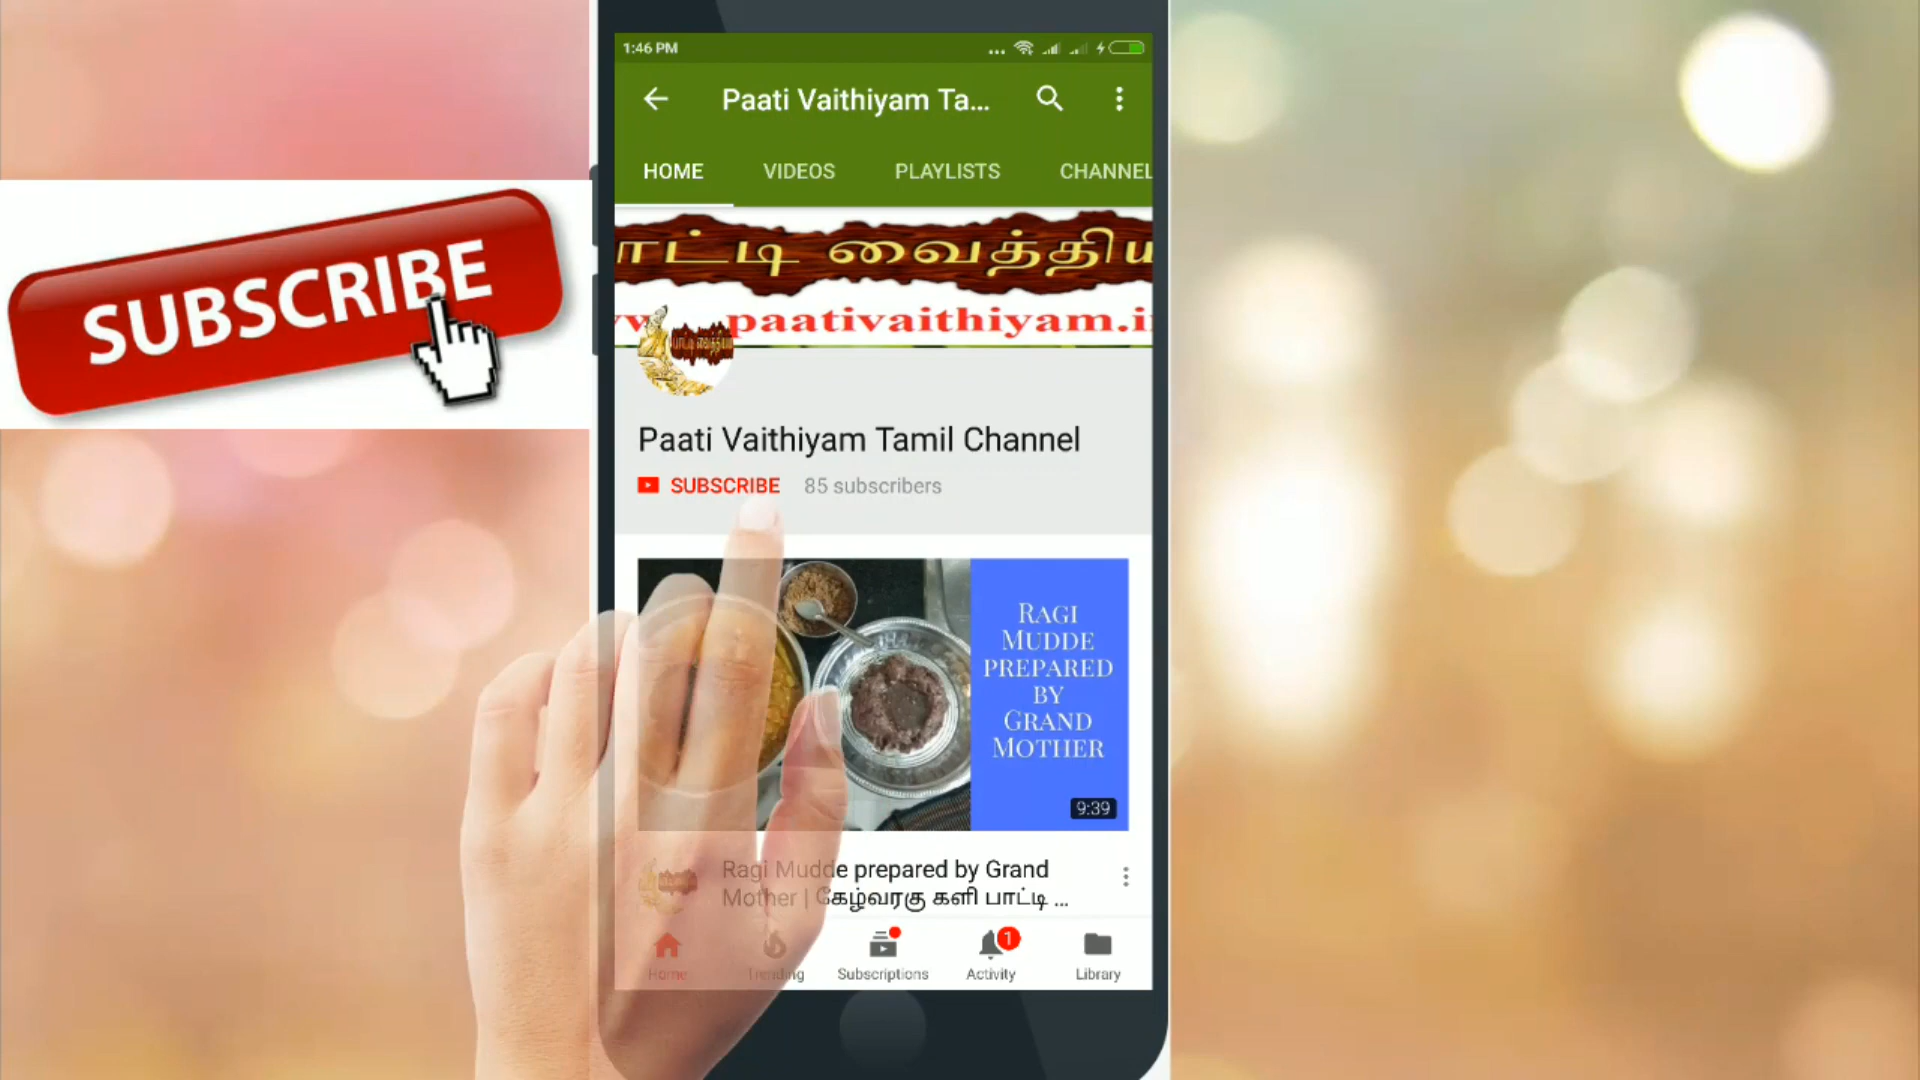 SUBSCRIBE
1:46 PM
Paati Vaithiyam Ta...
HOME VIDEOS PLAYLISTS CHANNEL
ாட்டி வைத்திய
paativaithiyam.i
Paati Vaithiyam Tamil Channel
SUBSCRIBE 85 subscribers
RAGI
MUDDE
PREPARED
BY
GRAND
MOTHER
9:39
Ragi Mudde prepared by Grand
Mother | கேழ்வரகு களி பாட்டி ...
1
Home Trending Subscriptions Activity Library